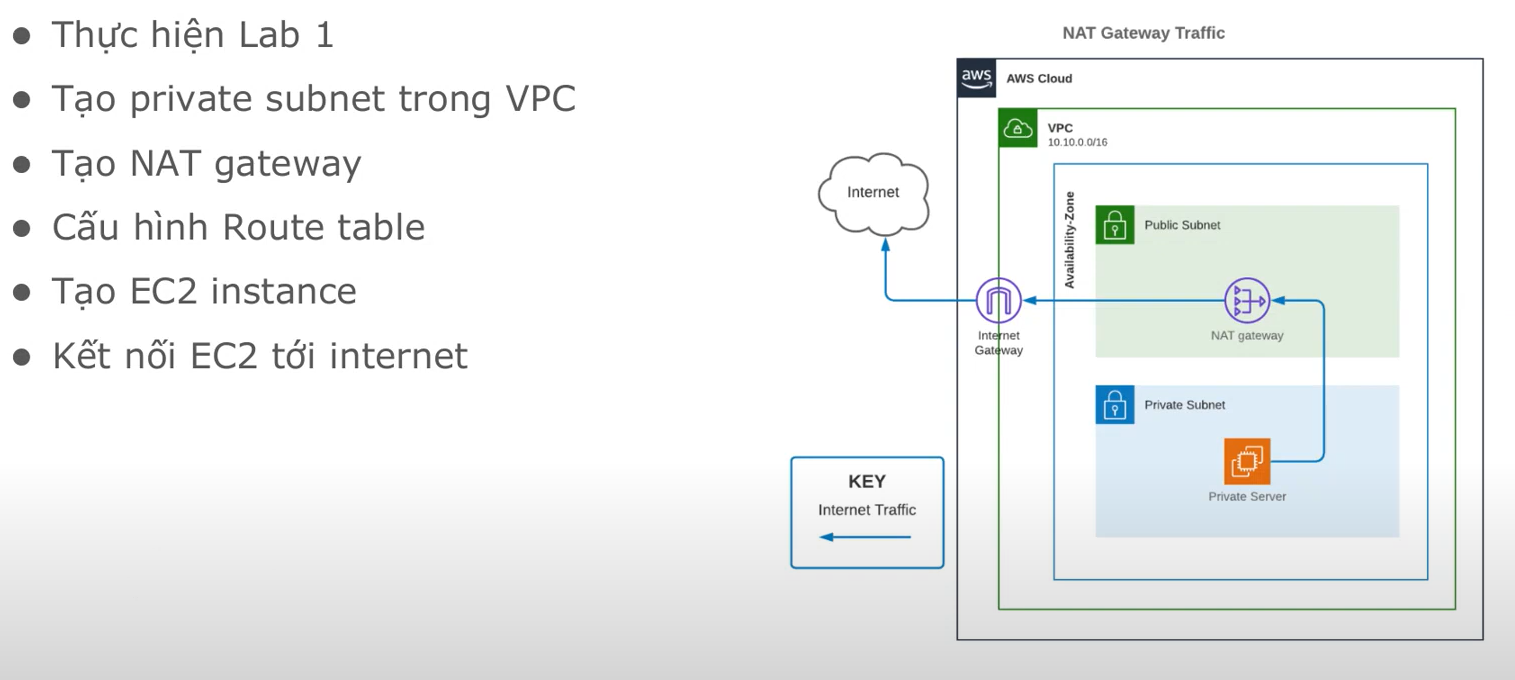 Thực hiện Lab 1
Tạo private subnet trong VPC
Tạo NAT gateway
Cấu hình Route table
Tạo EC2 instance
Kết nối EC2 tới internet
NAT Gateway Traffic
aws
AWS Cloud
VPC
10.10.0.0/16
Internet
Availability-Zone
Public Subnet
Internet
Gateway
NAT gateway
Private Subnet
Private Server
KEY
Internet Traffic